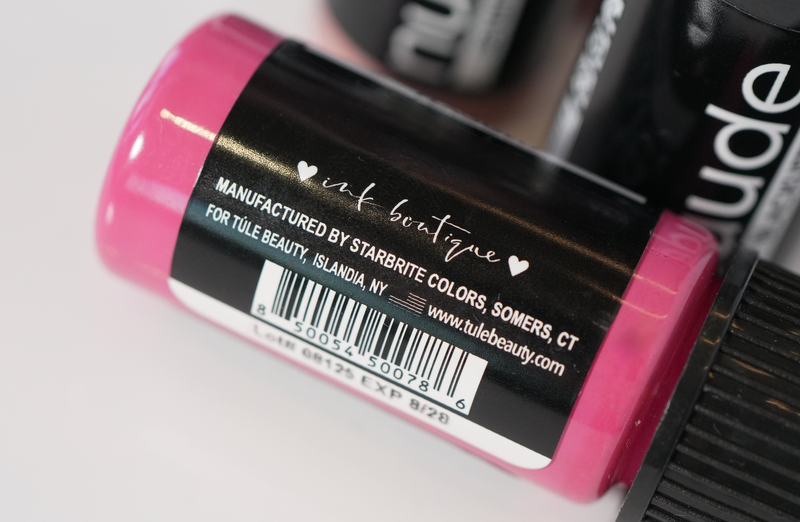 ♥ ink boutique ♥
MANUFACTURED BY STARBRITE COLORS, SOMERS, CT
FOR TÚLE BEAUTY, ISLANDIA, NY www.tulebeauty.com
8 50054 50078 6
Lot# 68125 EXP 8/28
nude
nu